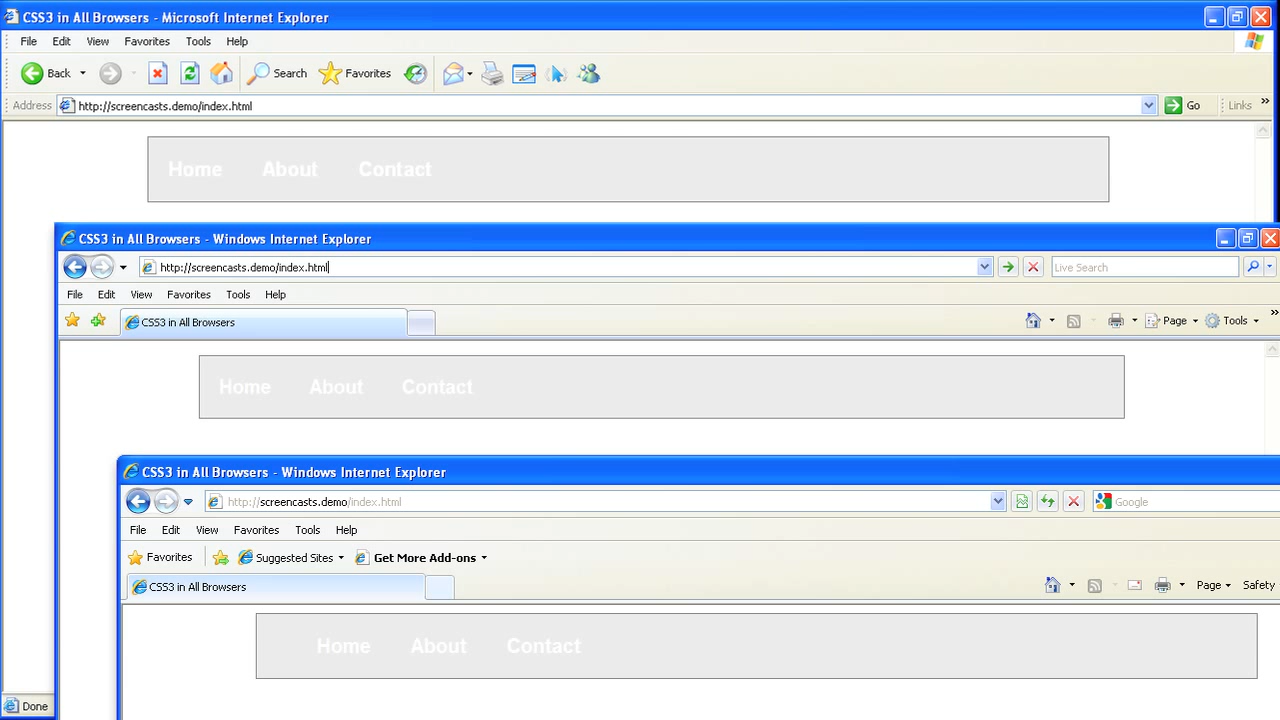 CSS3 in All Browsers - Microsoft Internet Explorer
File Edit View Favorites Tools Help
Back Search Favorites
Address http://screencasts.demo/index.html Go Links »
Home About Contact
CSS3 in All Browsers - Windows Internet Explorer
http://screencasts.demo/index.html Live Search
File Edit View Favorites Tools Help
CSS3 in All Browsers Page Tools »
Home About Contact
CSS3 in All Browsers - Windows Internet Explorer
http://screencasts.demo/index.html Google
File Edit View Favorites Tools Help
Favorites Suggested Sites Get More Add-ons
CSS3 in All Browsers Page Safety
Home About Contact
Done